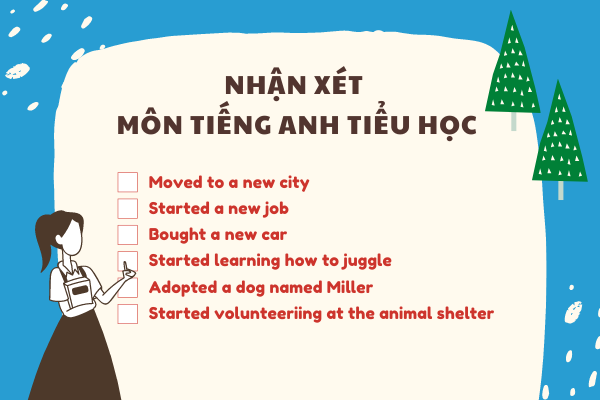 NHẬN XÉT
MÔN TIẾNG ANH TIỂU HỌC
Moved to a new city
Started a new job
Bought a new car
Started learning how to juggle
Adopted a dog named Miller
Started volunteeriing at the animal shelter